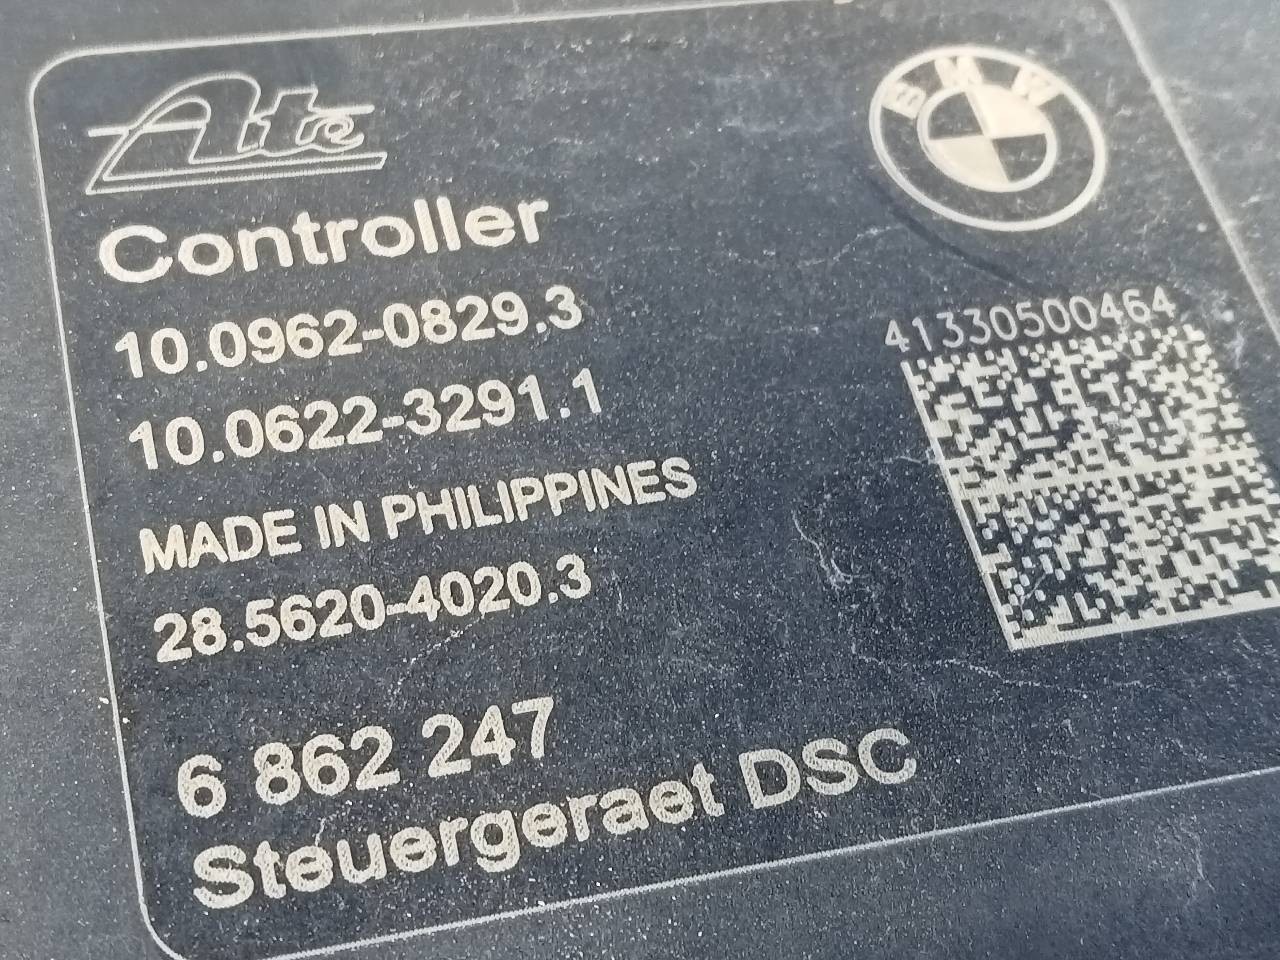 Ate
BMW
Controller
10.0962-0829.3
10.0622-3291.1
MADE IN PHILIPPINES
28.5620-4020.3
41330500464
6 862 247
Steuergeraet DSC